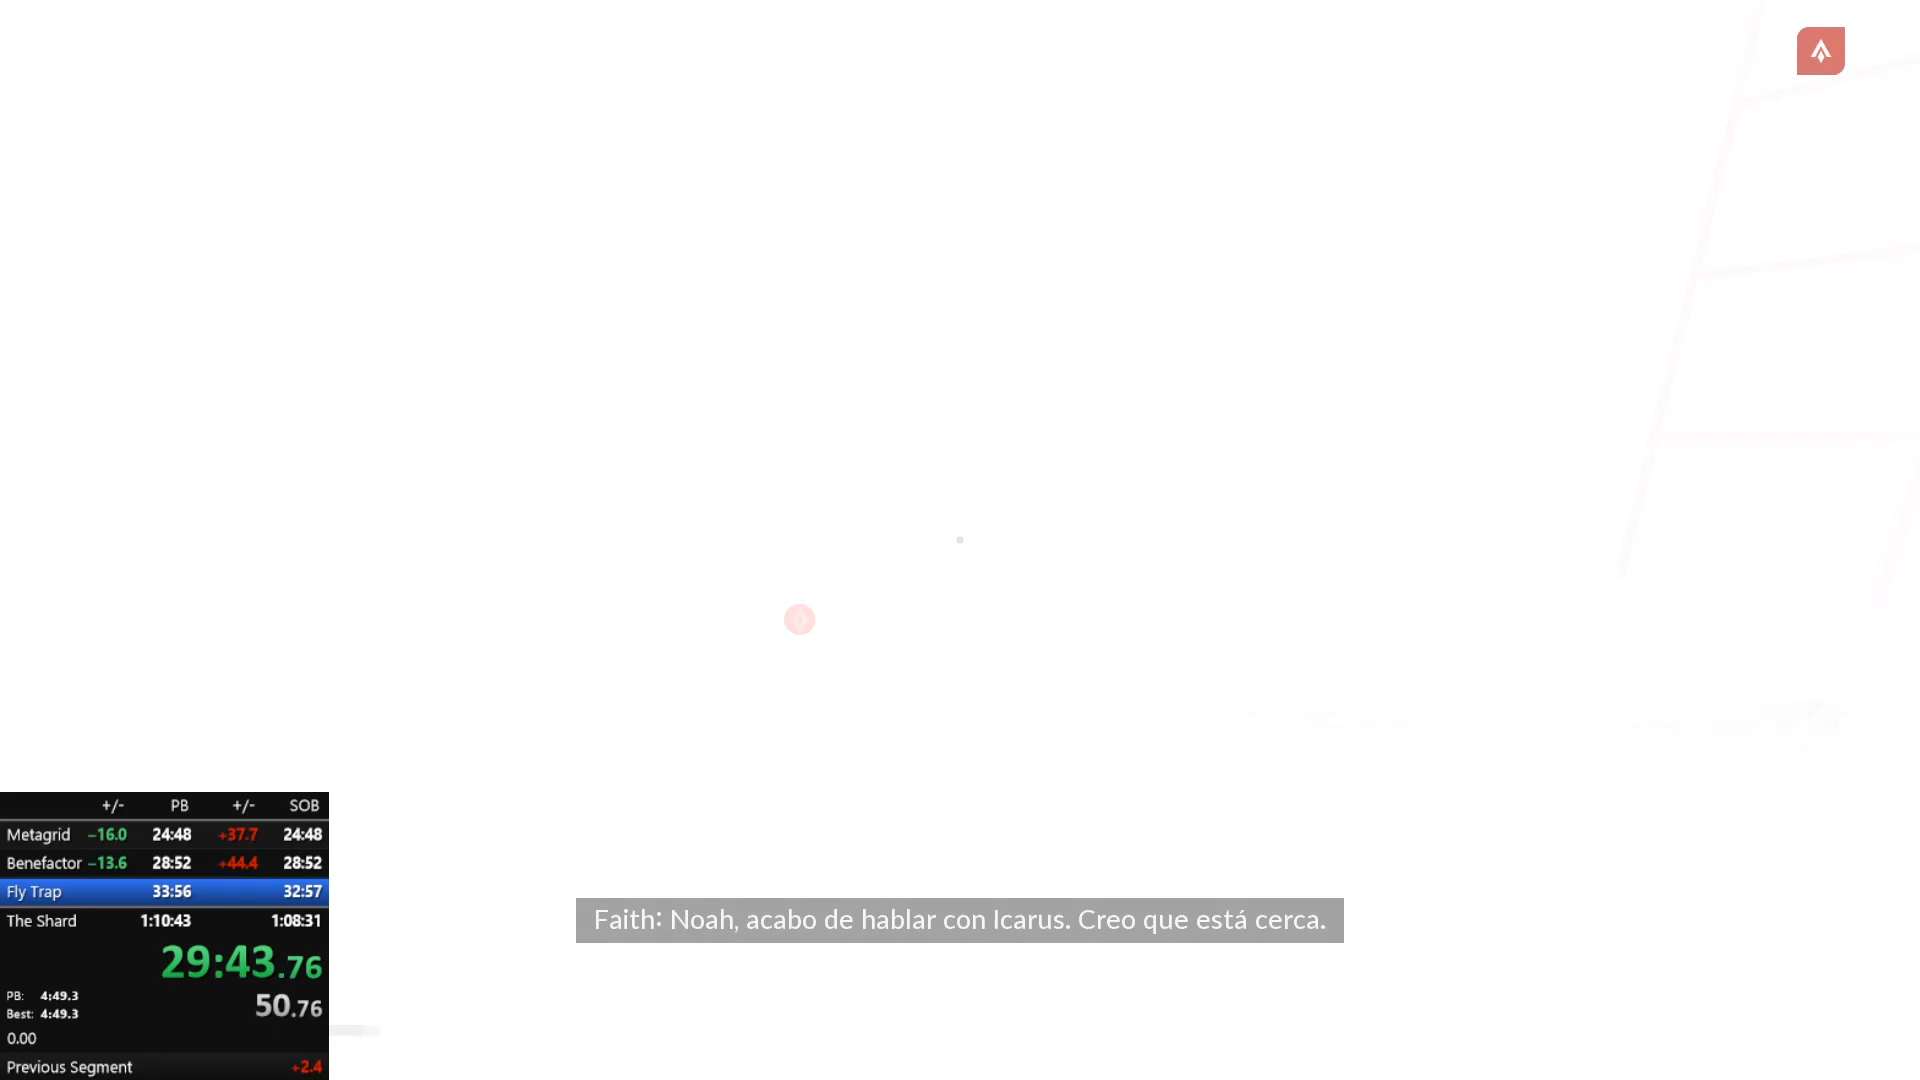 +/- PB +/- SOB
Metagrid −16.0 24:48 +37.7 24:48
Benefactor −13.6 28:52 +44.4 28:52
Fly Trap 33:56 32:57
The Shard 1:10:43 1:08:31
29:43.76
PB: 4:49.3 50.76
Best: 4:49.3
0.00
Previous Segment +2.4
Faith: Noah, acabo de hablar con Icarus. Creo que está cerca.